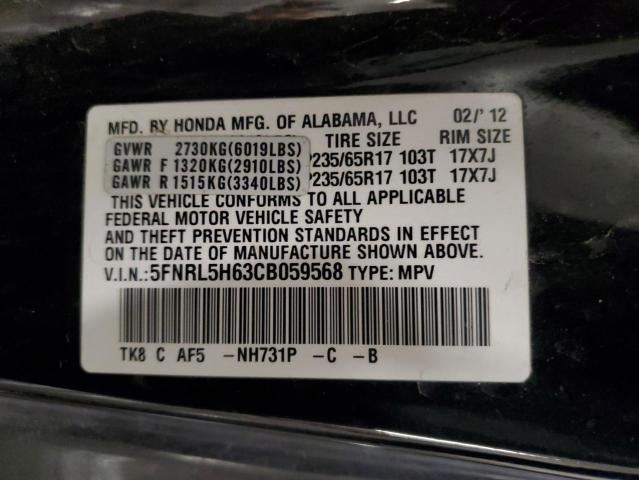 MFD. BY HONDA MFG. OF ALABAMA, LLC 02/'12
TIRE SIZE RIM SIZE
GVWR 2730KG(6019LBS)
GAWR F 1320KG(2910LBS) P235/65R17 103T 17X7J
GAWR R 1515KG(3340LBS) P235/65R17 103T 17X7J
THIS VEHICLE CONFORMS TO ALL APPLICABLE
FEDERAL MOTOR VEHICLE SAFETY
AND THEFT PREVENTION STANDARDS IN EFFECT
ON THE DATE OF MANUFACTURE SHOWN ABOVE.
V.I.N.:5FNRL5H63CB059568 TYPE: MPV
TK8 C AF5 -NH731P -C -B